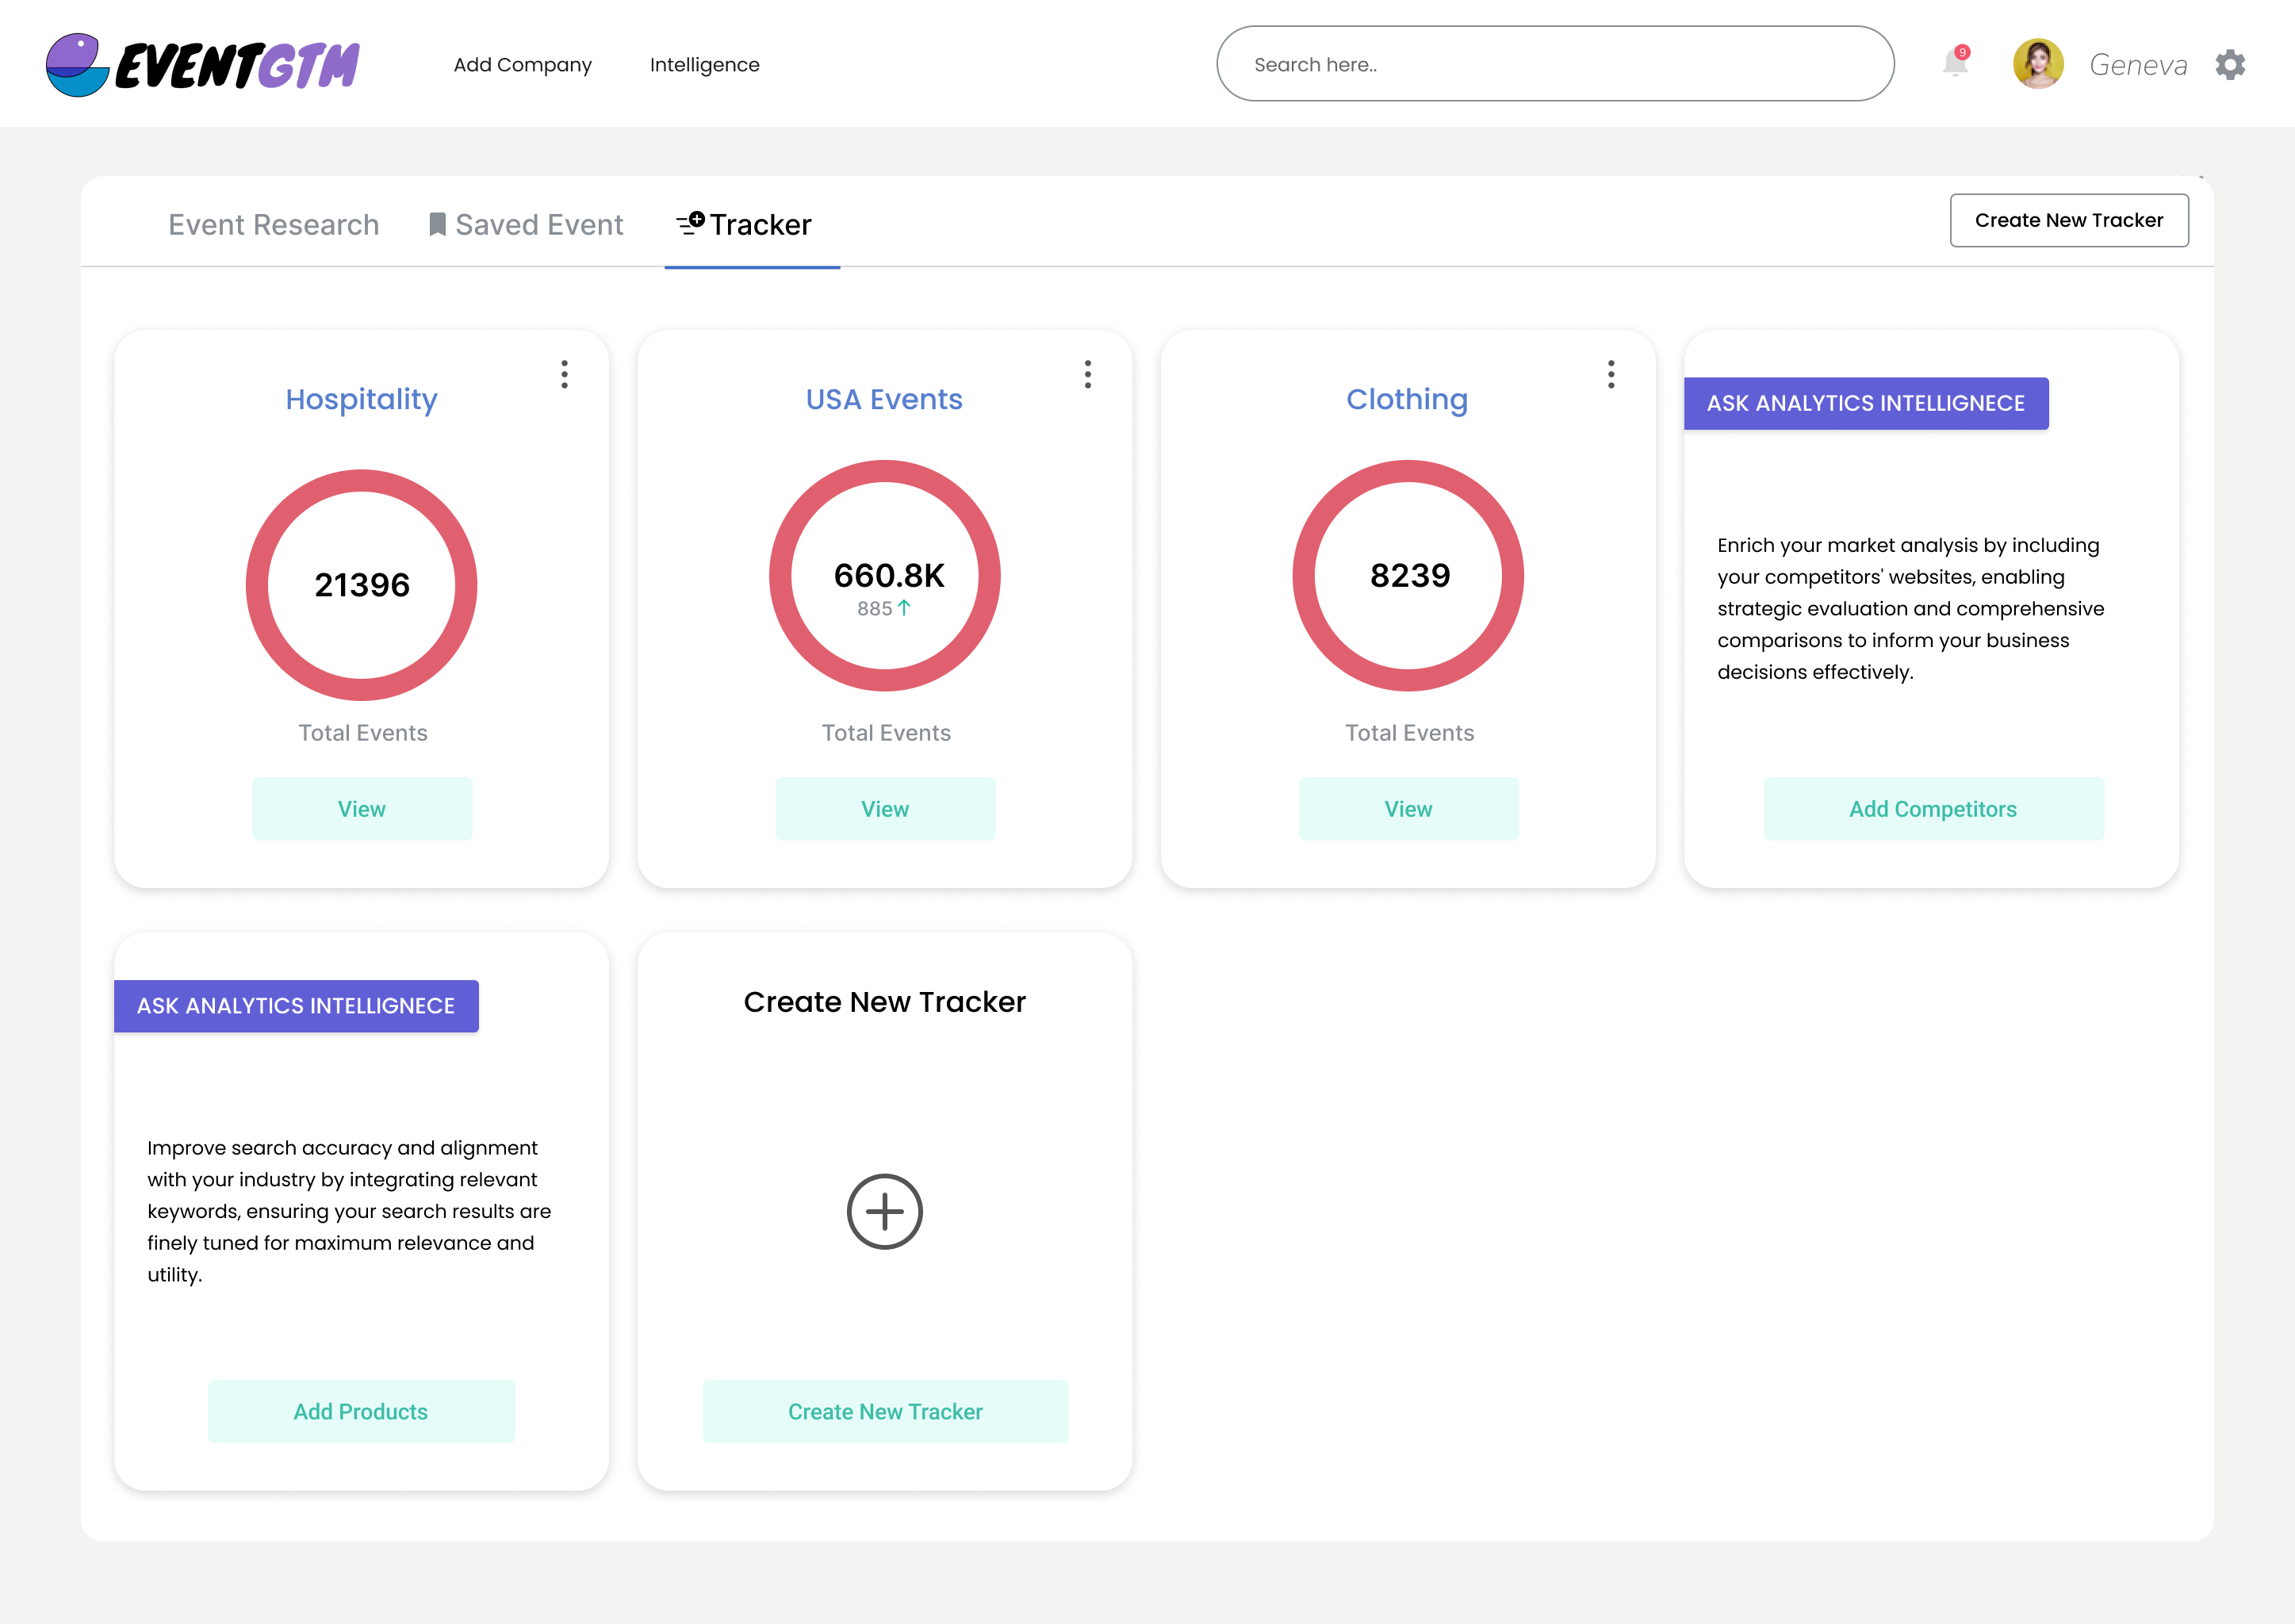 EVENTGTM
Add Company
Intelligence
Search here..
9
Geneva
Event Research
Saved Event
Tracker
Create New Tracker
Hospitality
21396
Total Events
View
USA Events
660.8K
885
Total Events
View
Clothing
8239
Total Events
View
ASK ANALYTICS INTELLIGNECE
Enrich your market analysis by including
your competitors' websites, enabling
strategic evaluation and comprehensive
comparisons to inform your business
decisions effectively.
Add Competitors
ASK ANALYTICS INTELLIGNECE
Improve search accuracy and alignment
with your industry by integrating relevant
keywords, ensuring your search results are
finely tuned for maximum relevance and
utility.
Add Products
Create New Tracker
Create New Tracker